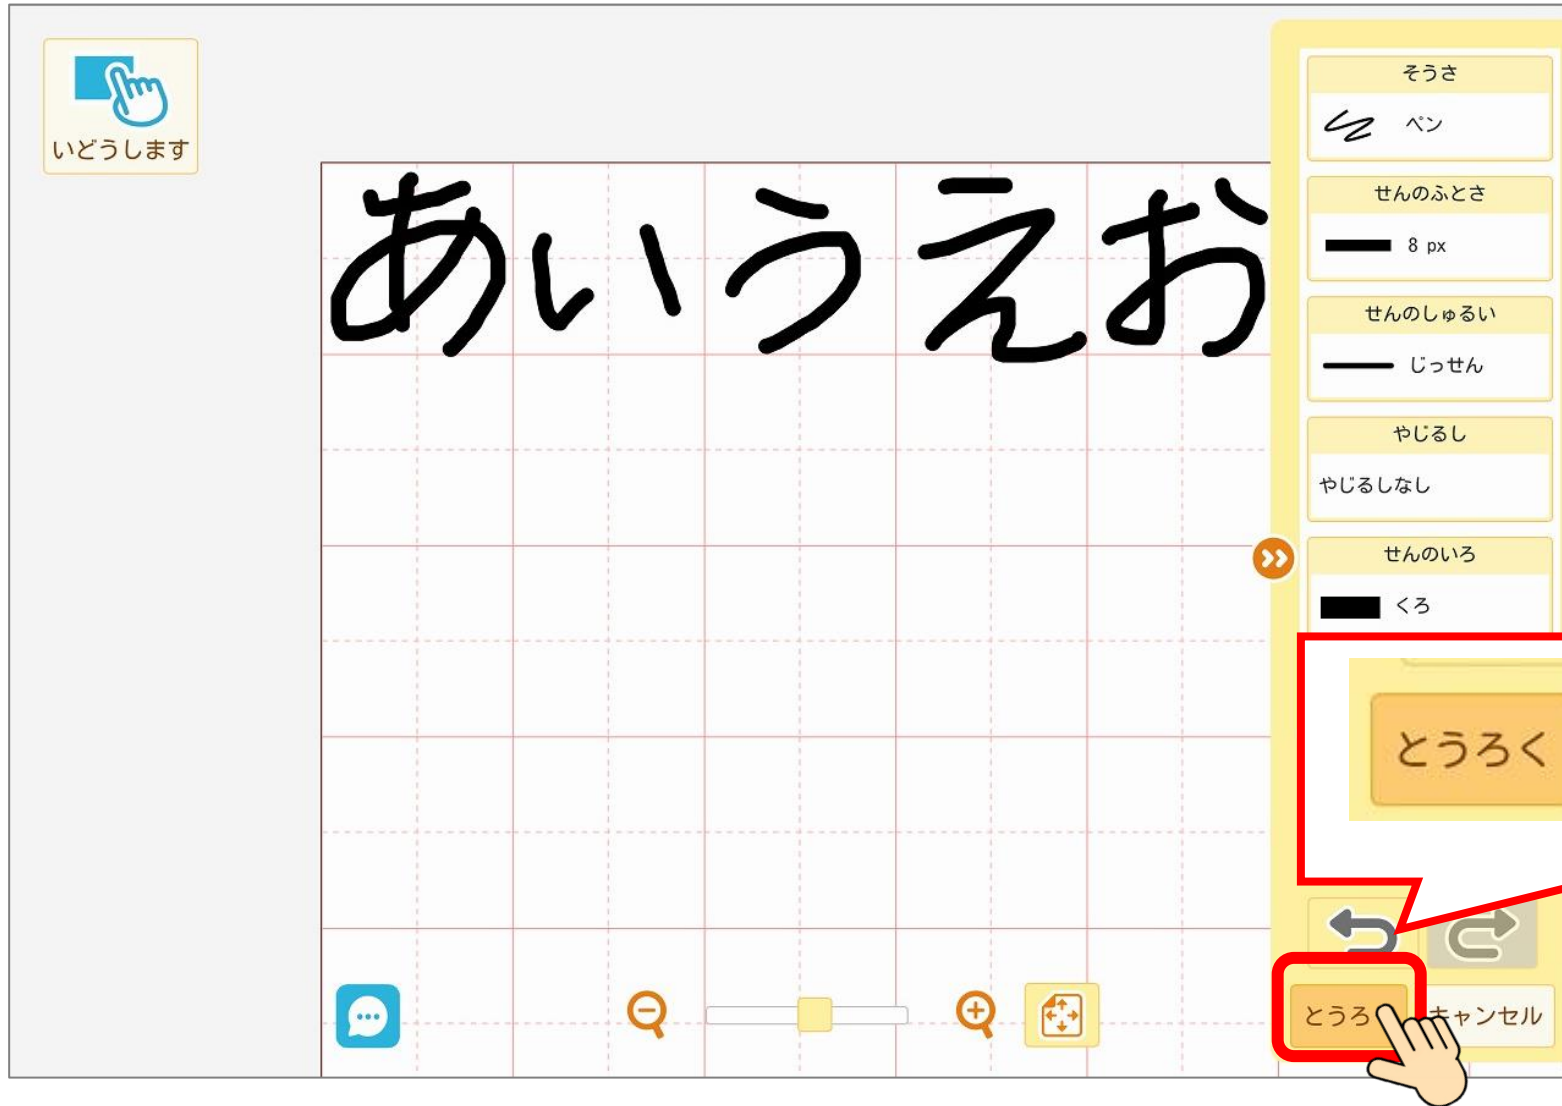 いどうします
あいうえお
そうさ
ペン
せんのふとさ
8 px
せんのしゅるい
じっせん
やじるし
やじるしなし
せんのいろ
くろ
とうろく
とうろ
キャンセル